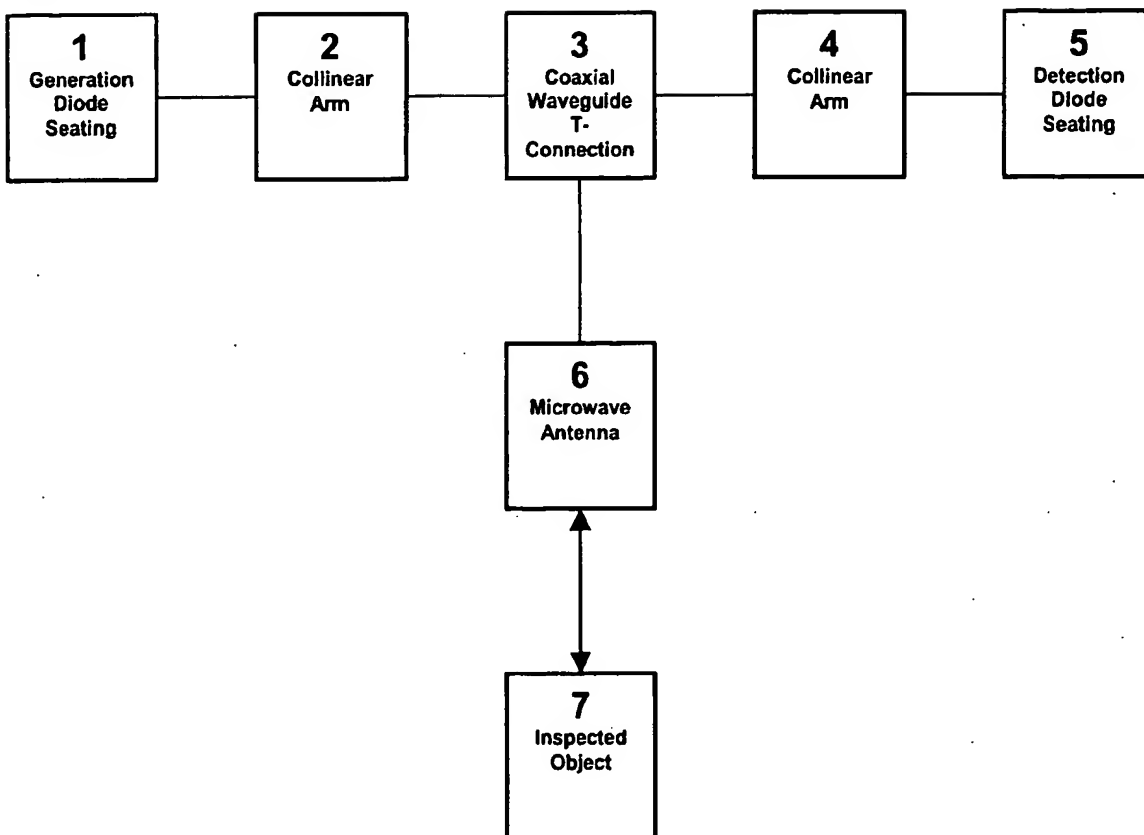 1
Generation
Diode
Seating
2
Collinear
Arm
3
Coaxial
Waveguide
T-
Connection
4
Collinear
Arm
5
Detection
Diode
Seating
6
Microwave
Antenna
7
Inspected
Object